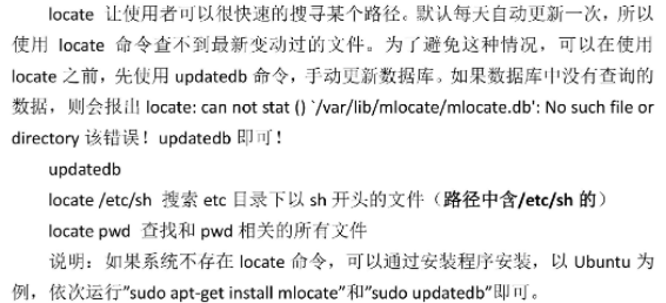 locate 让使用者可以很快速的搜寻某个路径。默认每天自动更新一次，所以
使用 locate 命令查不到最新变动过的文件。为了避免这种情况，可以在使用
locate 之前，先使用 updatedb 命令，手动更新数据库。如果数据库中没有查询的
数据，则会报出 locate: can not stat () `/var/lib/mlocate/mlocate.db': No such file or
directory 该错误！updatedb 即可！
updatedb
locate /etc/sh 搜索 etc 目录下以 sh 开头的文件（路径中含/etc/sh 的）
locate pwd 查找和 pwd 相关的所有文件
说明：如果系统不存在 locate 命令，可以通过安装程序安装，以 Ubuntu 为
例，依次运行"sudo apt-get install mlocate"和"sudo updatedb"即可。